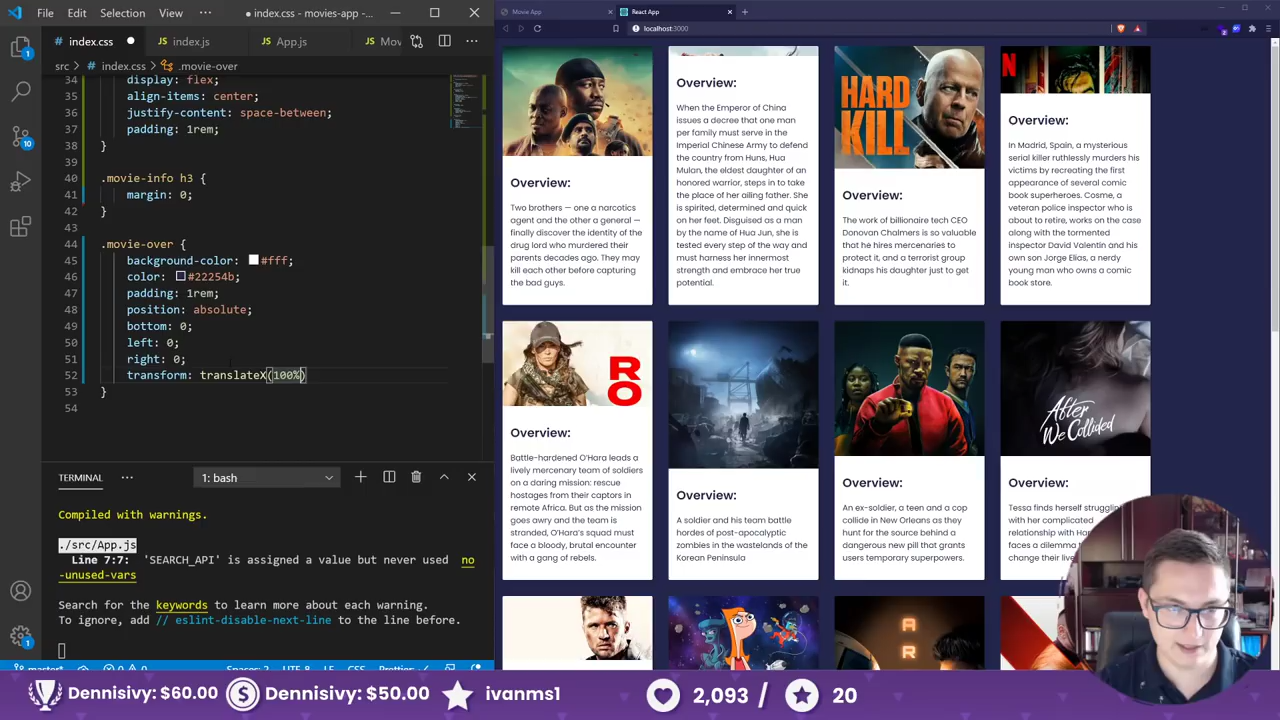 File Edit Selection View ··· • index.css - movies-app - ...
index.css index.js App.js Mov
src > index.css > .movie-over
34 display: flex;
35 align-items: center;
36 justify-content: space-between;
37 padding: 1rem;
38 }
39
40 .movie-info h3 {
41 margin: 0;
42 }
43
44 .movie-over {
45 background-color: #fff;
46 color: #22254b;
47 padding: 1rem;
48 position: absolute;
49 bottom: 0;
50 left: 0;
51 right: 0;
52 transform: translateX(100%)
53 }
54
TERMINAL ··· 1: bash
Compiled with warnings.
./src/App.js
Line 7:7: 'SEARCH_API' is assigned a value but never used no
-unused-vars
Search for the keywords to learn more about each warning.
To ignore, add // eslint-disable-next-line to the line before.
master* 0 0 Spaces: 2 UTF-8 LF CSS Prettier
1
10
1
Movie App React App
localhost:3000
Overview:
Two brothers — one a narcotics
agent and the other a general —
finally discover the identity of the
drug lord who murdered their
parents decades ago. They may
kill each other before capturing
the bad guys.
Overview:
When the Emperor of China
issues a decree that one man
per family must serve in the
Imperial Chinese Army to defend
the country from Huns, Hua
Mulan, the eldest daughter of an
honored warrior, steps in to take
the place of her ailing father. She
is spirited, determined and quick
on her feet. Disguised as a man
by the name of Hua Jun, she is
tested every step of the way and
must harness her innermost
strength and embrace her true
potential.
HARD
KILL
Overview:
The work of billionaire tech CEO
Donovan Chalmers is so valuable
that he hires mercenaries to
protect it, and a terrorist group
kidnaps his daughter just to get
it.
N
Overview:
In Madrid, Spain, a mysterious
serial killer ruthlessly murders his
victims by recreating the first
appearance of several comic
book superheroes. Cosme, a
veteran police inspector who is
about to retire, works on the case
along with the tormented
inspector David Valentin and his
own son Jorge Elias, a nerdy
young man who owns a comic
book store.
R
O
Overview:
Battle-hardened O'Hara leads a
lively mercenary team of soldiers
on a daring mission: rescue
hostages from their captors in
remote Africa. But as the mission
goes awry and the team is
stranded, O'Hara's squad must
face a bloody, brutal encounter
with a gang of rebels.
Overview:
A soldier and his team battle
hordes of post-apocalyptic
zombies in the wastelands of the
Korean Peninsula
Overview:
An ex-soldier, a teen and a cop
collide in New Orleans as they
hunt for the source behind a
dangerous new pill that grants
users temporary superpowers.
After
We Collided
Overview:
Tessa finds herself struggling
with her complicated
relationship with Har
faces a dilemma t
change their live
A
R
Dennisivy: $60.00 Dennisivy: $50.00 ivanms1 2,093 / 20